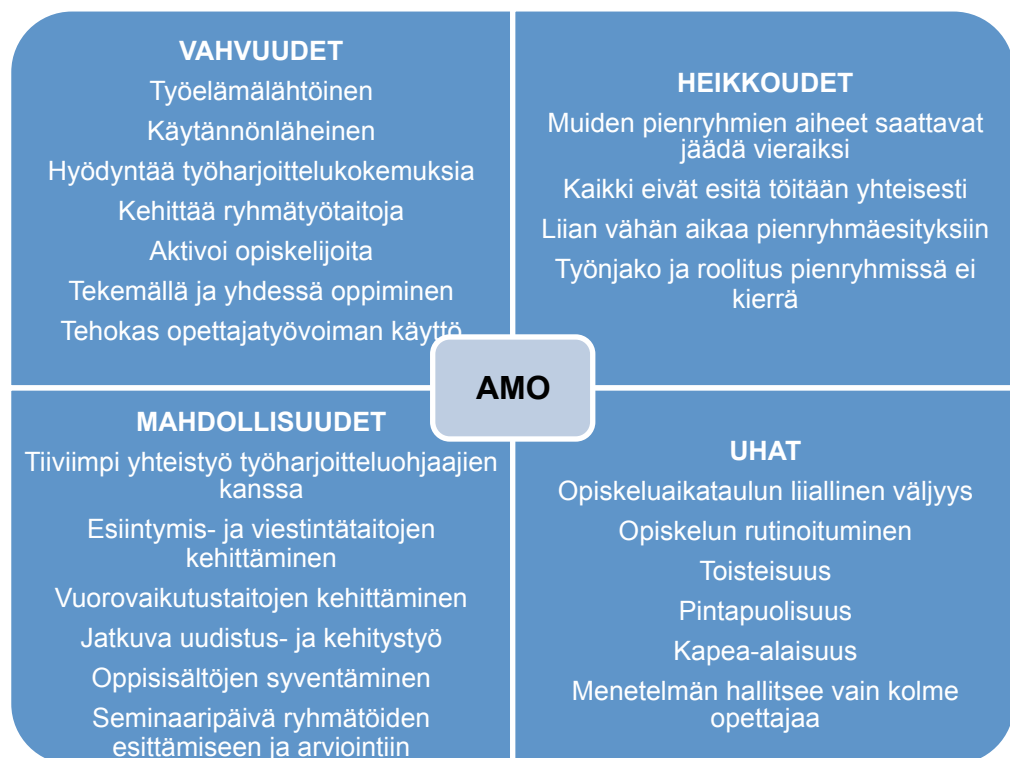 VAHVUUDET
Työelämälähtöinen
Käytännönläheinen
Hyödyntää työharjoittelukokemuksia
Kehittää ryhmätyötaitoja
Aktivoi opiskelijoita
Tekemällä ja yhdessä oppiminen
Tehokas opettajatyövoiman käyttö
HEIKKOUDET
Muiden pienryhmien aiheet saattavat
jäädä vieraiksi
Kaikki eivät esitä töitään yhteisesti
Liian vähän aikaa pienryhmäesityksiin
Työnjako ja roolitus pienryhmissä ei
kierrä
AMO
MAHDOLLISUUDET
Tiiviimpi yhteistyö työharjoitteluohjaajien
kanssa
Esiintymis- ja viestintätaitojen
kehittäminen
Vuorovaikutustaitojen kehittäminen
Jatkuva uudistus- ja kehitystyö
Oppisisältöjen syventäminen
Seminaaripäivä ryhmätöiden
esittämiseen ja arviointiin
UHAT
Opiskeluaikataulun liiallinen väljyys
Opiskelun rutinoituminen
Toisteisuus
Pintapuolisuus
Kapea-alaisuus
Menetelmän hallitsee vain kolme
opettajaa